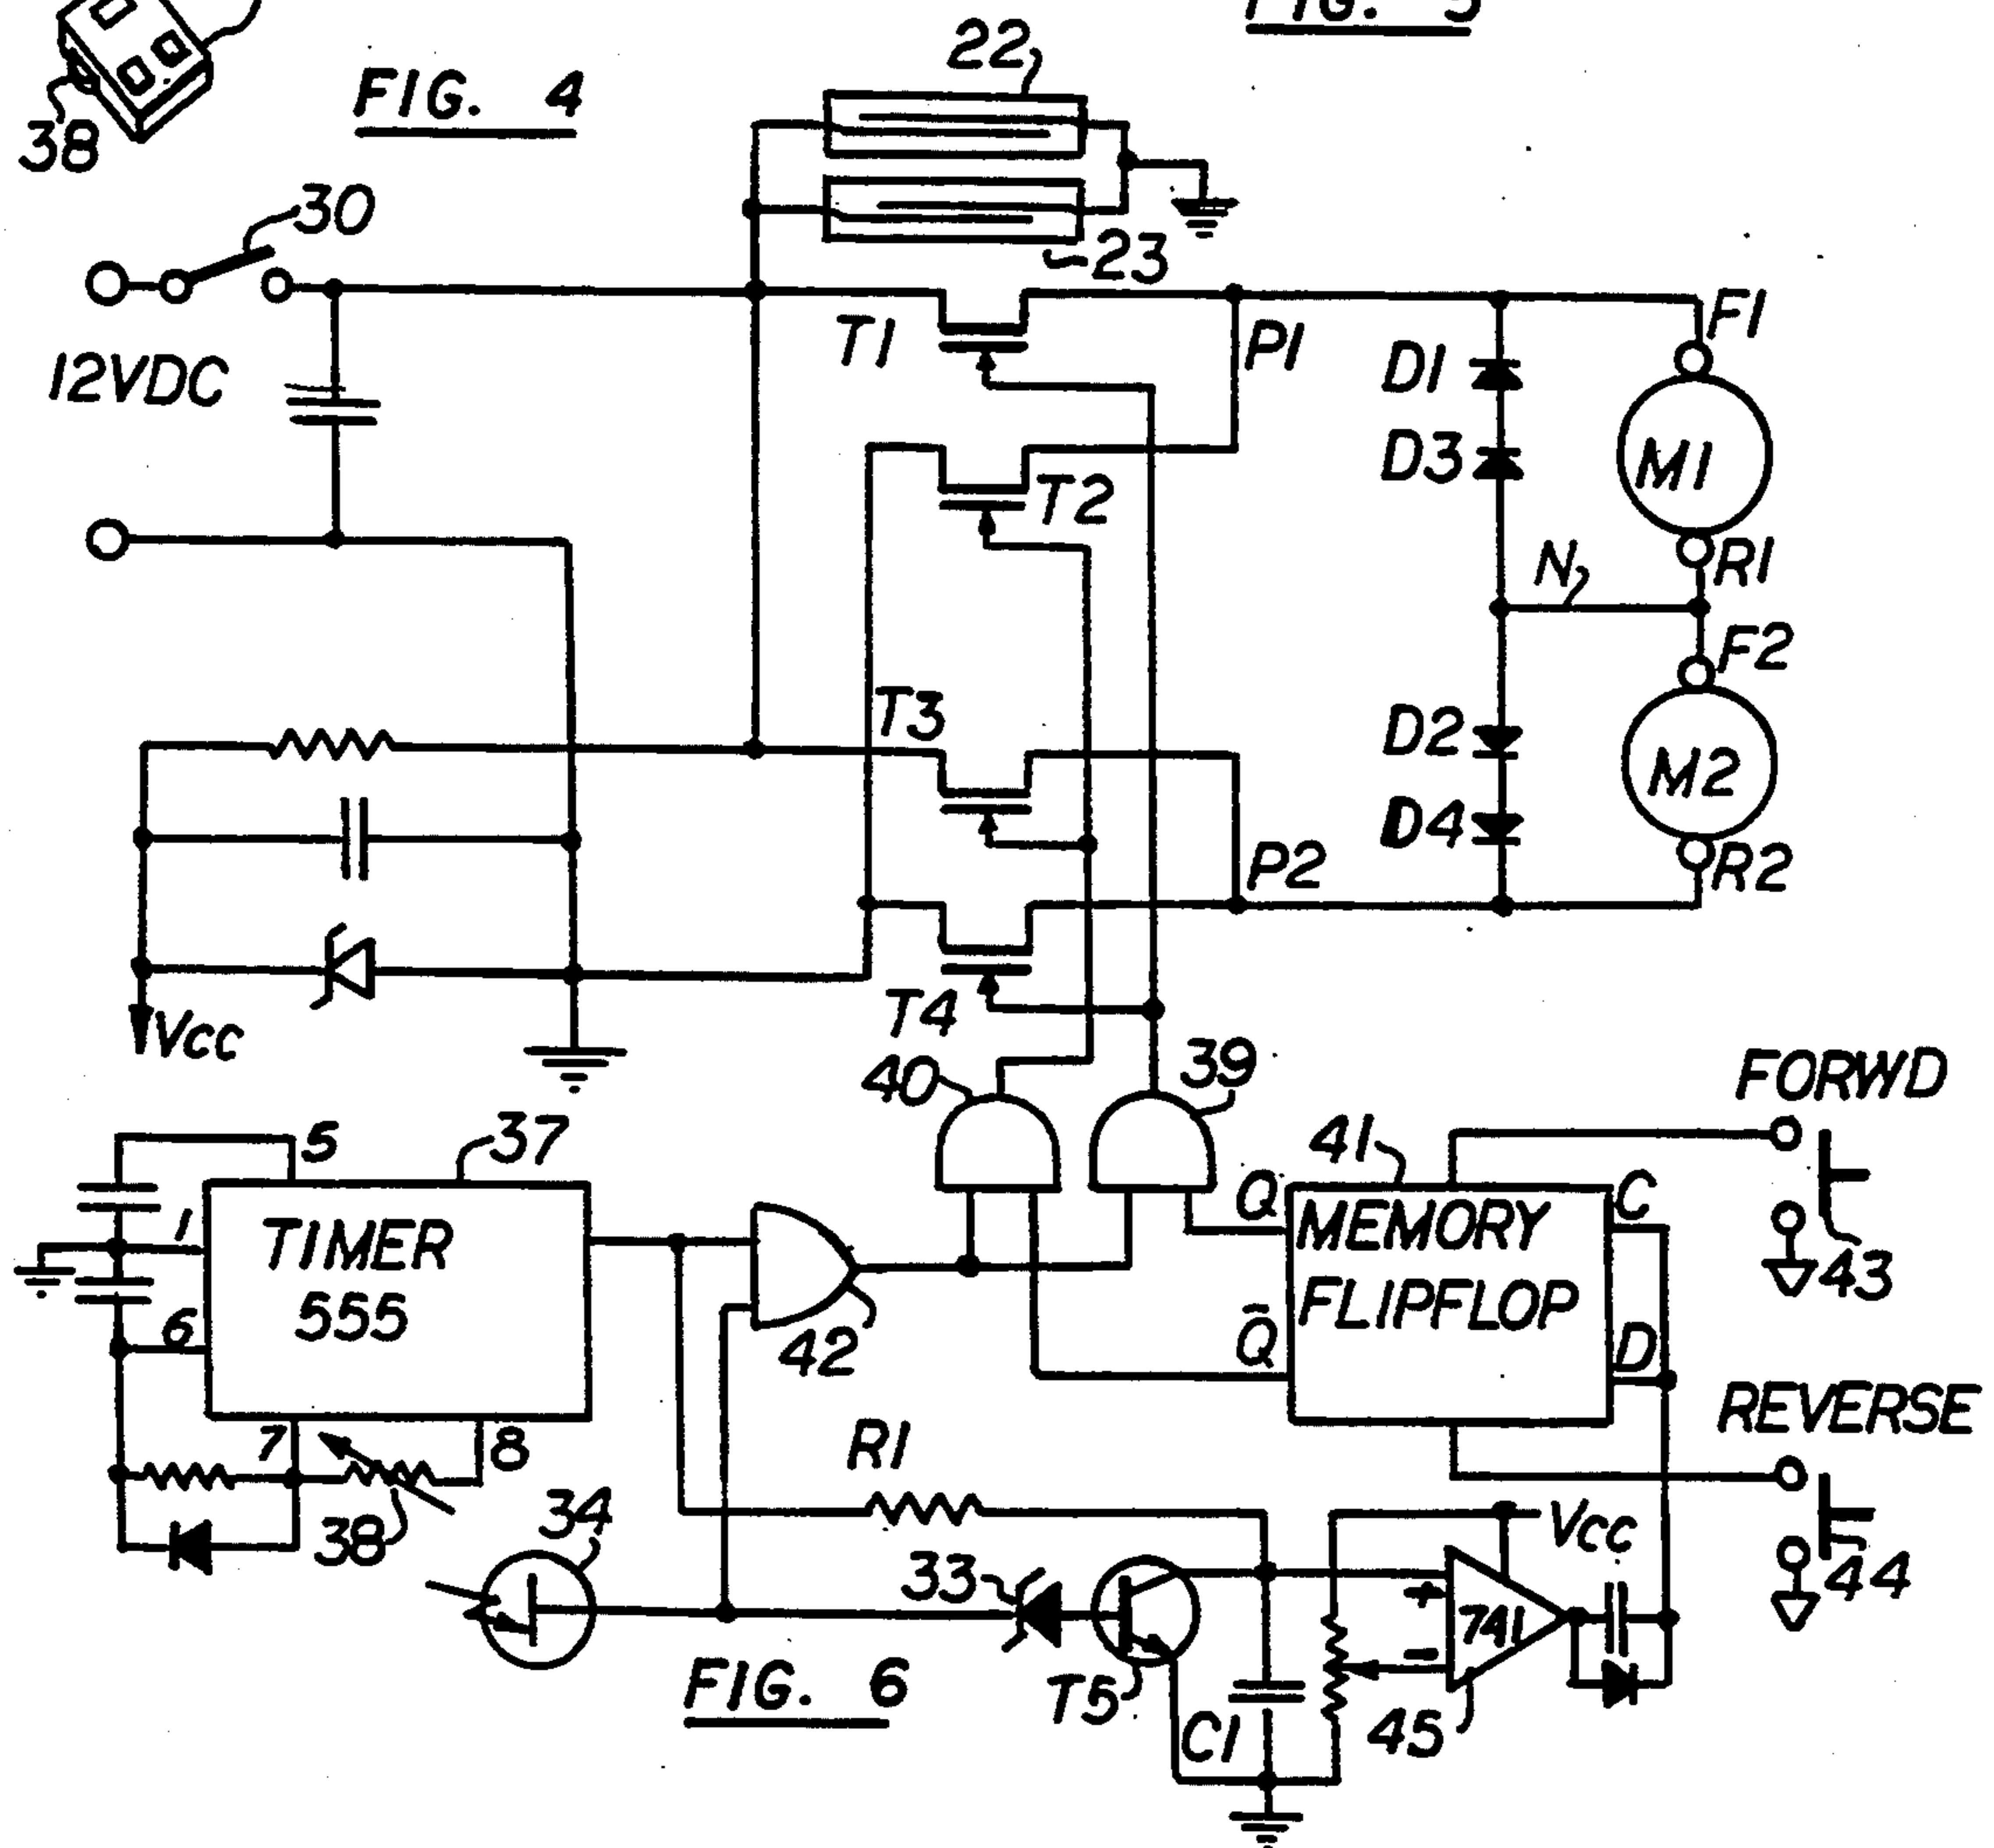 FIG. 5
22
FIG. 4
38
30
23
F1
T1
P1
12VDC
D1
D3
M1
T2
N
R1
F2
T3
D2
M2
D4
P2
R2
T4
Vcc
40
39
FORWD
5
37
41
C
Q
1
TIMER
555
MEMORY
FLIPFLOP
43
6
42
Q̄
D
REVERSE
7
8
R1
34
38
33
Vcc
44
+
741
-
FIG. 6
T5
C1
45